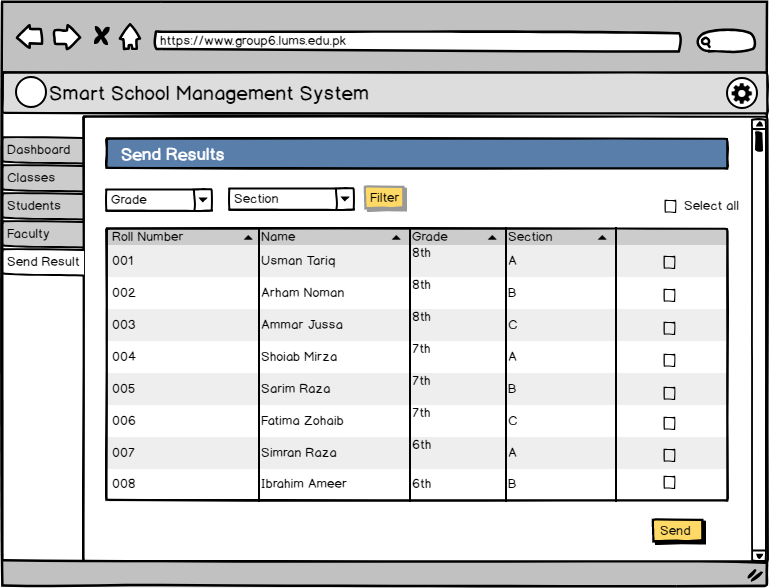 https://www.group6.lums.edu.pk
Smart School Management System
Dashboard
Classes
Students
Faculty
Send Result
Send Results
Grade Section Filter
Select all
Roll Number Name Grade Section
001 Usman Tariq 8th A
002 Arham Noman 8th B
003 Ammar Jussa 8th C
004 Shoiab Mirza 7th A
005 Sarim Raza 7th B
006 Fatima Zohaib 7th C
007 Simran Raza 6th A
008 Ibrahim Ameer 6th B
Send